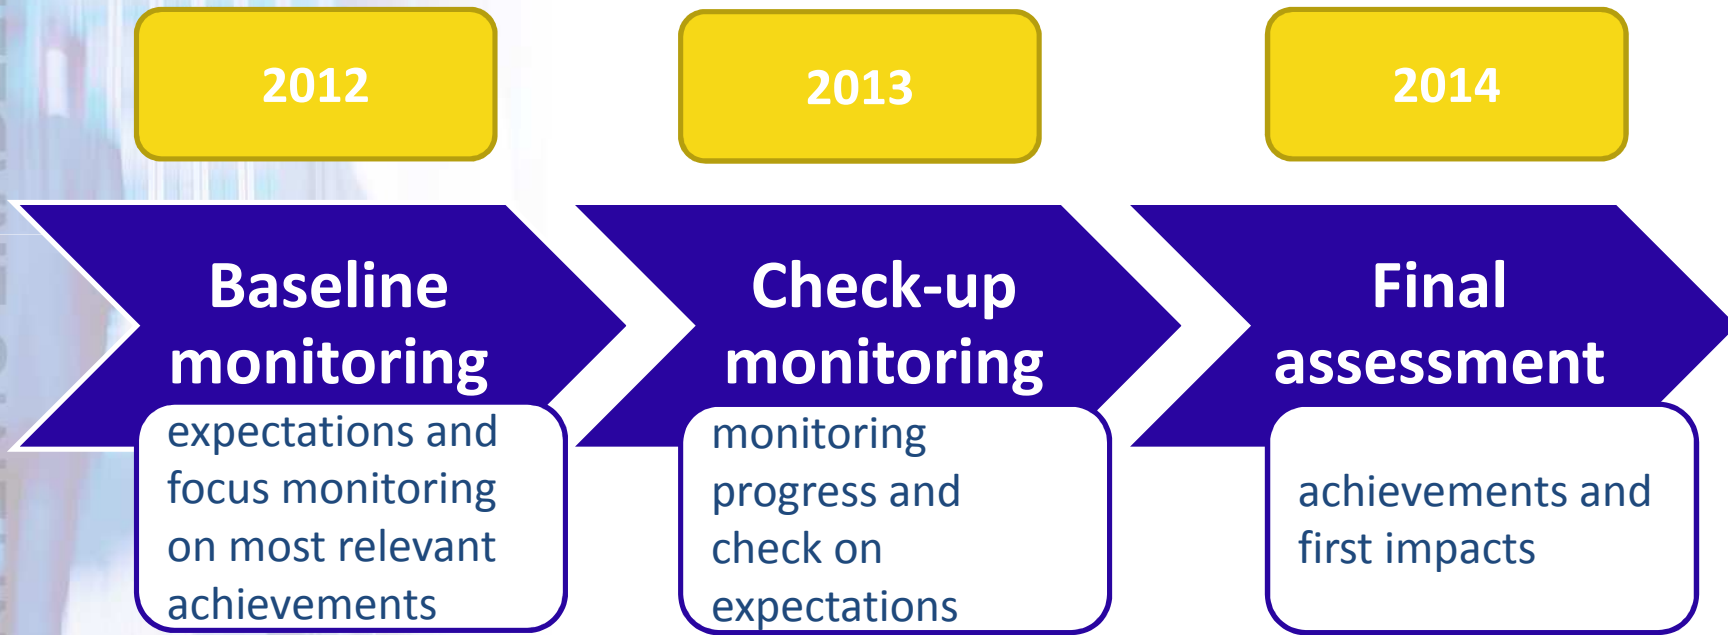 2012
2013
2014
Baseline
monitoring
expectations and
focus monitoring
on most relevant
achievements
Check-up
monitoring
monitoring
progress and
check on
expectations
Final
assessment
achievements and
first impacts